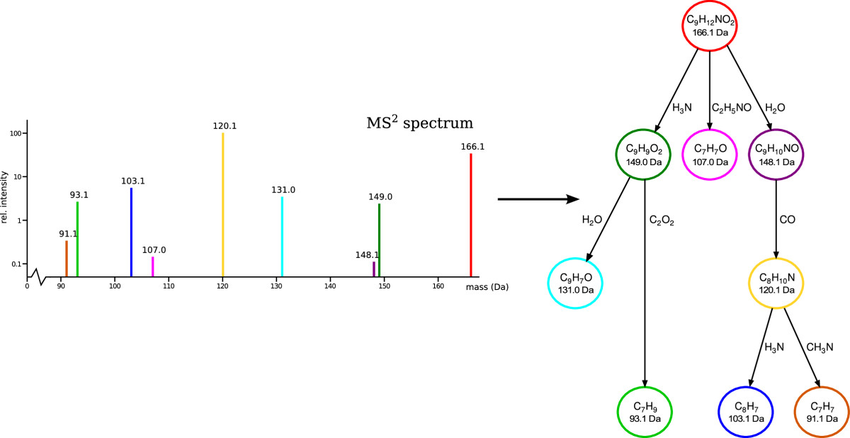 MS² spectrum
rel. intensity
100
10
1
0.1
91.1
93.1
103.1
107.0
120.1
131.0
148.1
149.0
166.1
0
90
100
110
120
130
140
150
160
mass (Da)
C₉H₁₂NO₂
166.1 Da
H₃N
C₂H₅NO
H₂O
C₉H₉O₂
149.0 Da
C₇H₇O
107.0 Da
C₉H₁₀NO
148.1 Da
H₂O
C₂O₂
CO
C₉H₇O
131.0 Da
C₈H₁₀N
120.1 Da
H₃N
CH₃N
C₇H₉
93.1 Da
C₈H₇
103.1 Da
C₇H₇
91.1 Da